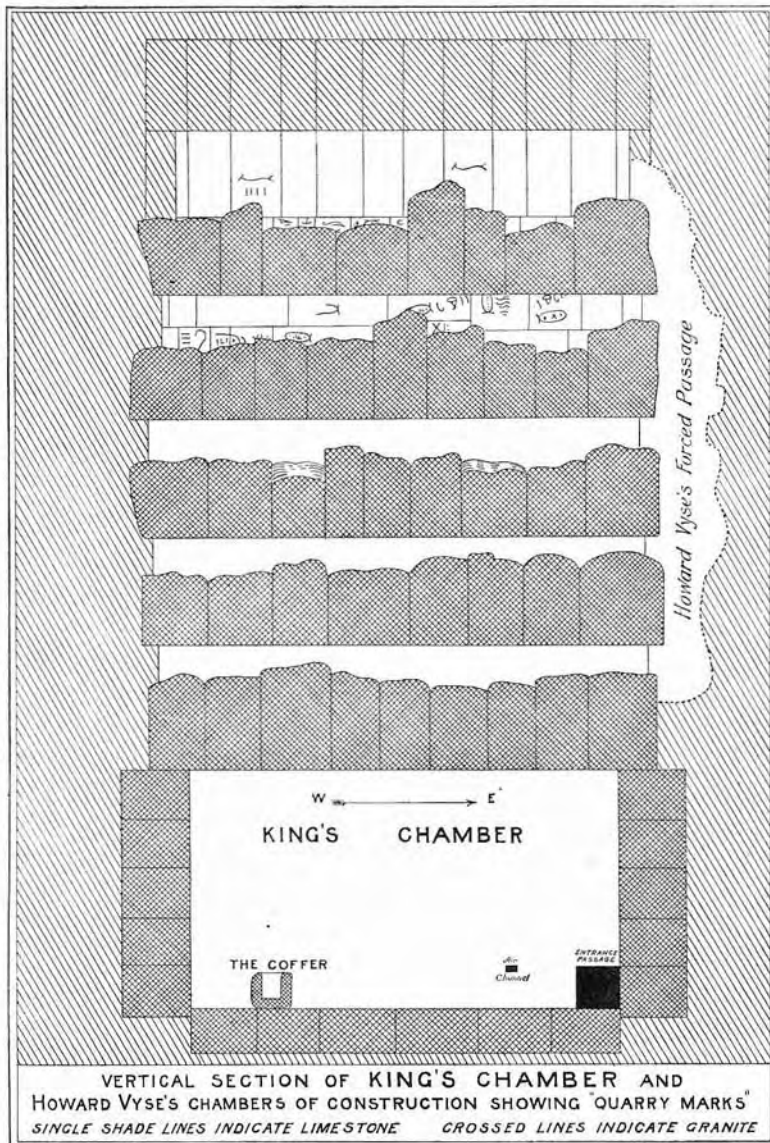 Howard Vyse's Forced Passage
W E
KING'S CHAMBER
THE COFFER
Air
Channel
ENTRANCE
PASSAGE
VERTICAL SECTION OF KING'S CHAMBER AND
HOWARD VYSE'S CHAMBERS OF CONSTRUCTION SHOWING "QUARRY MARKS"
SINGLE SHADE LINES INDICATE LIMESTONE CROSSED LINES INDICATE GRANITE